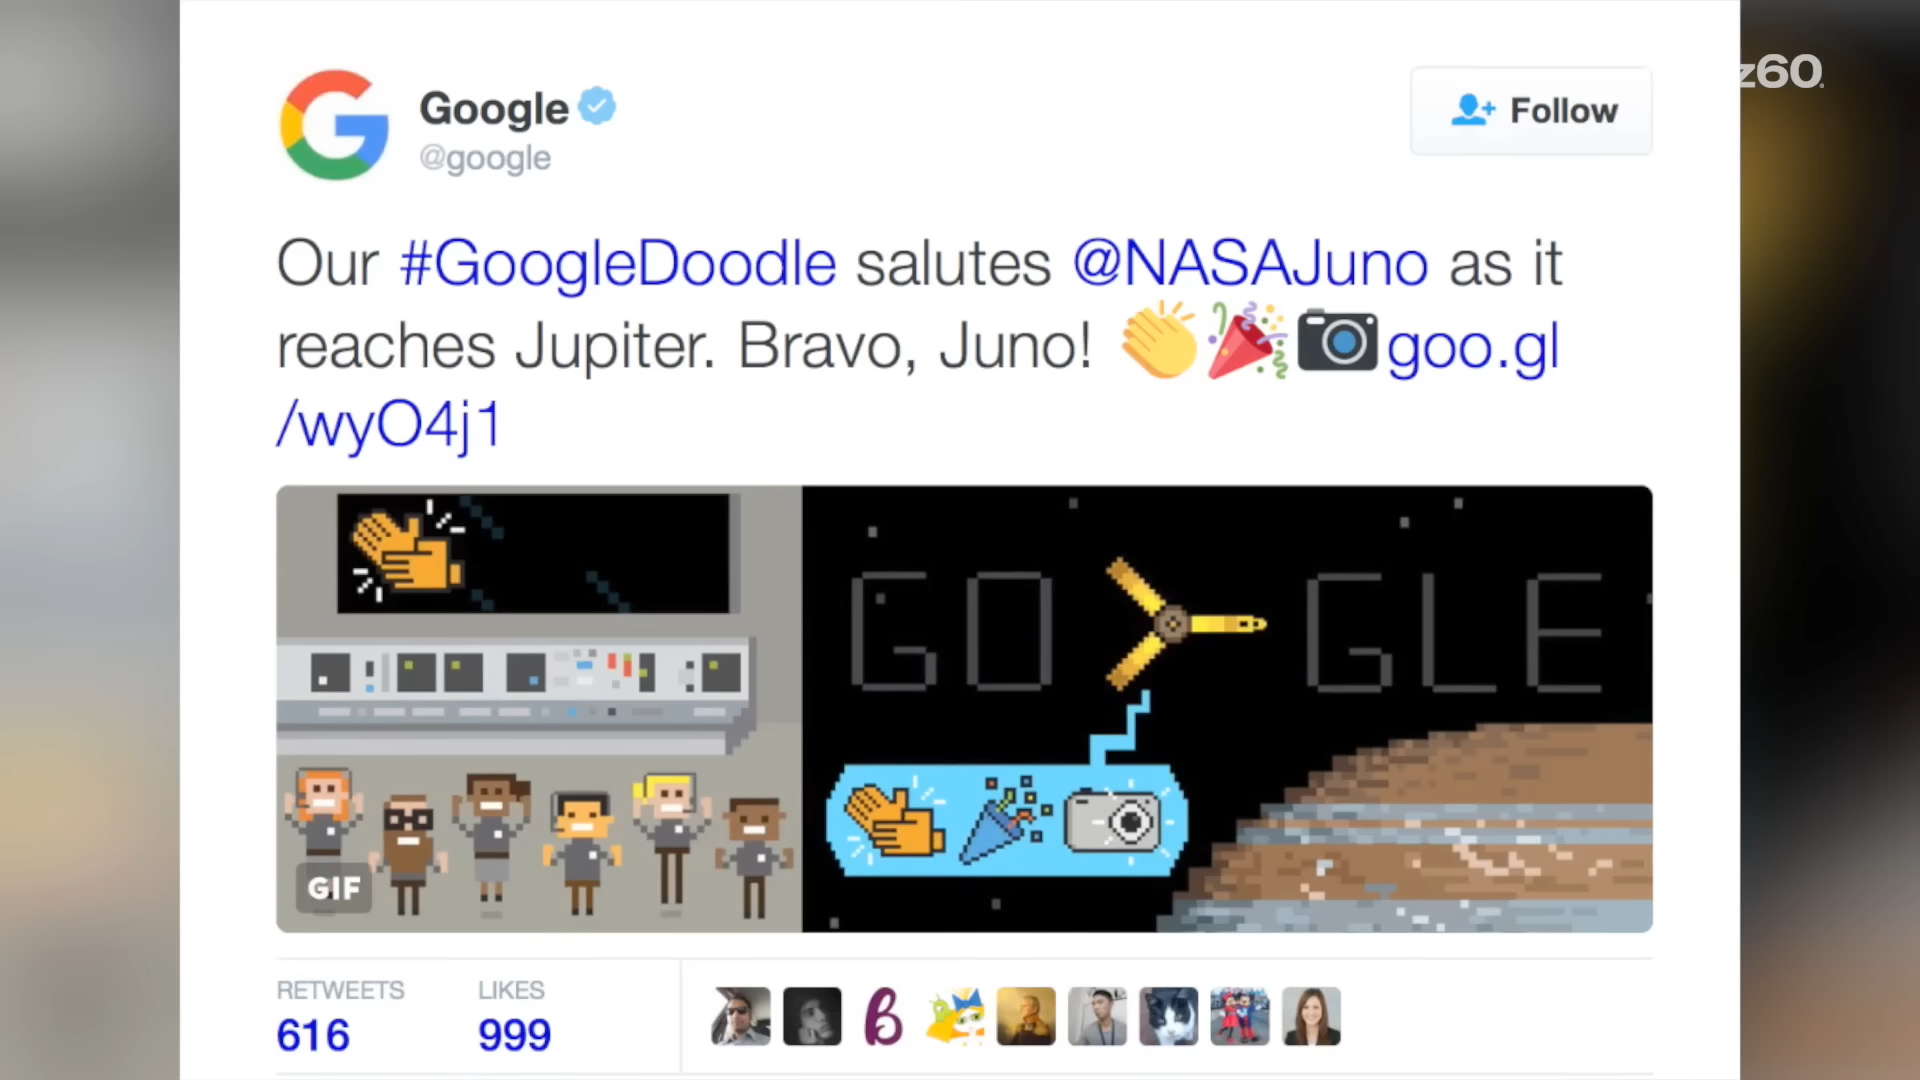 z60
Google
@google
Follow
Our #GoogleDoodle salutes @NASAJuno as it
reaches Jupiter. Bravo, Juno! 👏🎉📷goo.gl
/wyO4j1
GO GLE
GIF
RETWEETS
616
LIKES
999